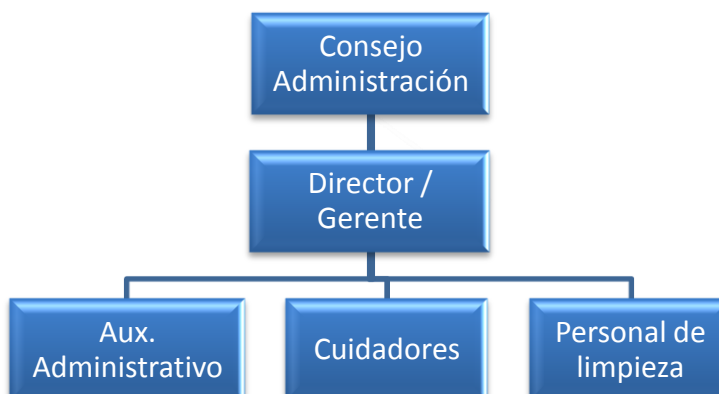 Consejo
Administración
Director /
Gerente
Aux.
Administrativo
Cuidadores
Personal de
limpieza